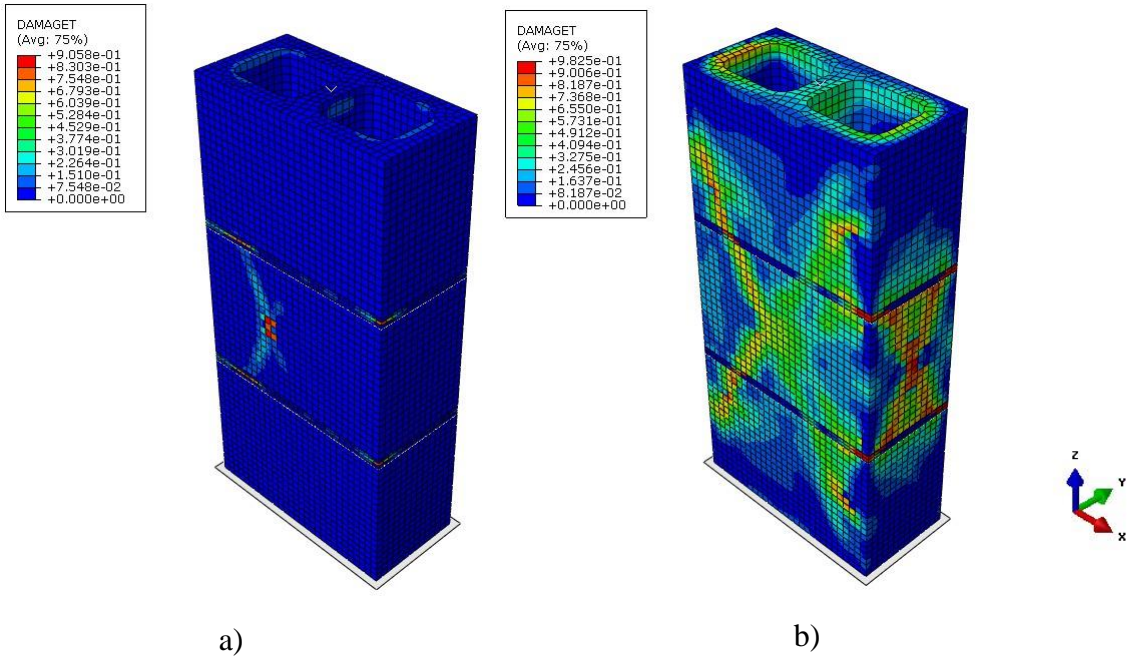 DAMAGET
(Avg: 75%)
+9.058e-01
+8.303e-01
+7.548e-01
+6.793e-01
+6.039e-01
+5.284e-01
+4.529e-01
+3.774e-01
+3.019e-01
+2.264e-01
+1.510e-01
+7.548e-02
+0.000e+00
DAMAGET
(Avg: 75%)
+9.825e-01
+9.006e-01
+8.187e-01
+7.368e-01
+6.550e-01
+5.731e-01
+4.912e-01
+4.094e-01
+3.275e-01
+2.456e-01
+1.637e-01
+8.187e-02
+0.000e+00
Z
Y
X
a)
b)